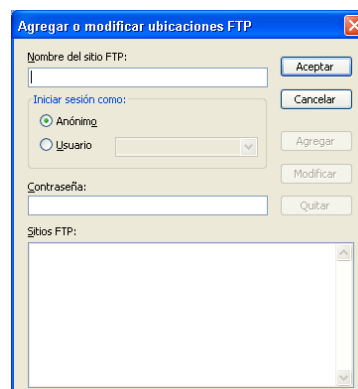 Agregar o modificar ubicaciones FTP
Nombre del sitio FTP:
Aceptar
Iniciar sesión como:
Cancelar
Anónimo
Usuario
Agregar
Modificar
Contraseña:
Quitar
Sitios FTP: